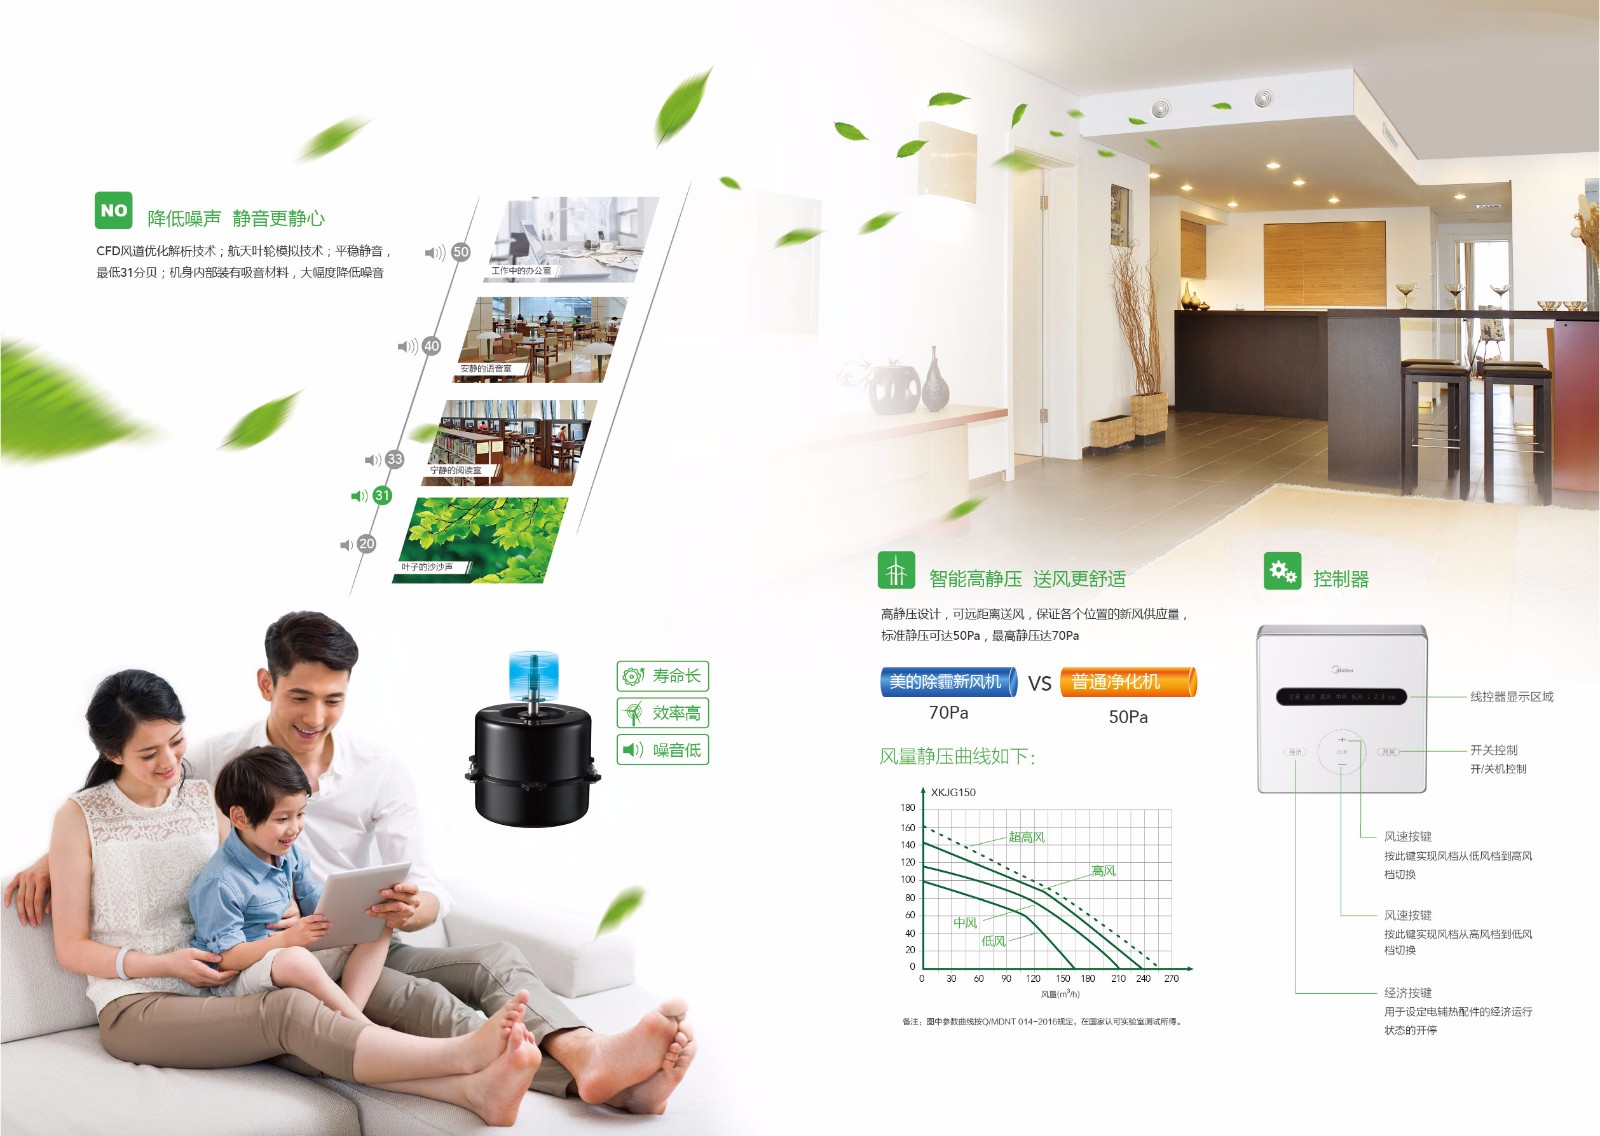 NO
降低噪声 静音更静心
CFD风道优化解析技术；航天叶轮模拟技术；平稳静音，
最低31分贝；机身内部装有吸音材料，大幅度降低噪音
50
工作中的办公室
40
安静的语音室
33
宁静的阅读室
31
20
叶子的沙沙声
寿命长
效率高
噪音低
智能高静压 送风更舒适
高静压设计，可远距离送风，保证各个位置的新风供应量，
标准静压可达50Pa，最高静压达70Pa
美的除霾新风机 VS 普通净化机
70Pa 50Pa
风量静压曲线如下：
XKJG150
180
160
140
120
100
80
60
40
20
0
超高风
高风
中风
低风
0 30 60 90 120 150 180 210 240 270
风量(m³/h)
备注：图中参数曲线按Q/MDNT 014-2016规定，在国家认可实验室测试所得。
控制器
Midea
经济
开关
线控器显示区域
开关控制
开/关机控制
风速按键
按此键实现风档从低风档到高风
档切换
风速按键
按此键实现风档从高风档到低风
档切换
经济按键
用于设定电辅热配件的经济运行
状态的开停